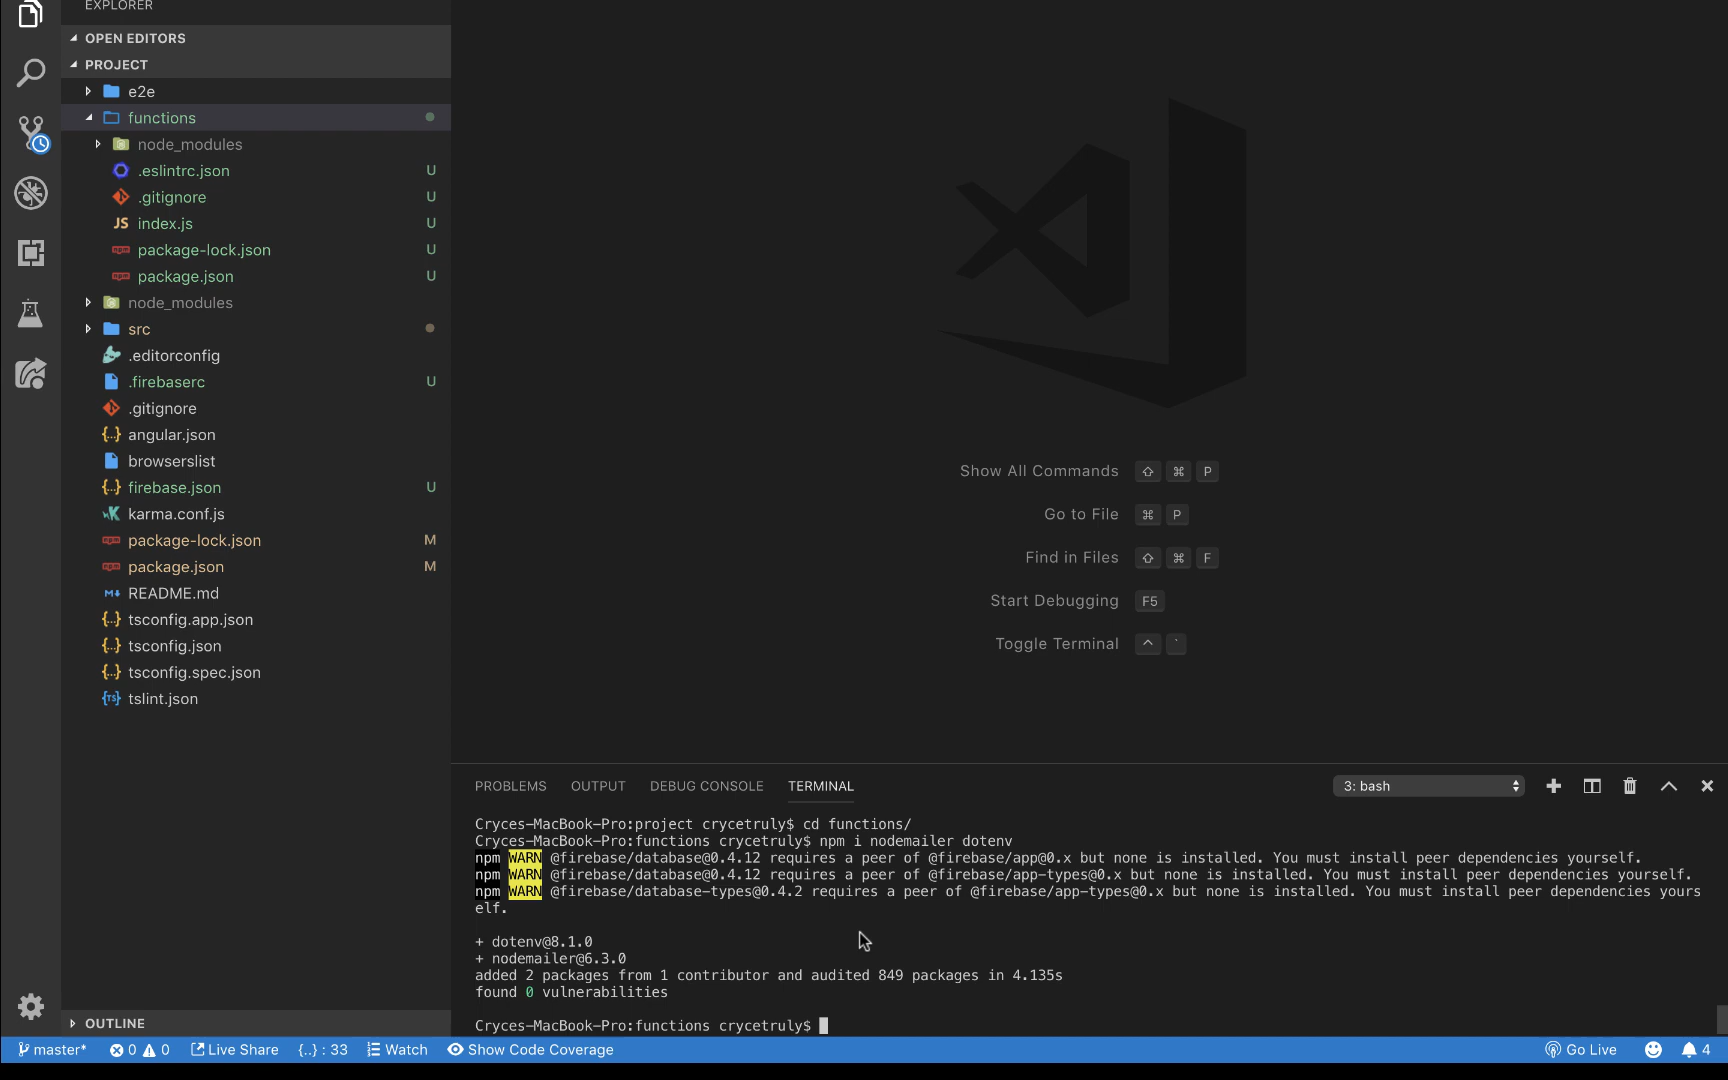 EXPLORER
OPEN EDITORS
PROJECT
e2e
functions
node_modules
.eslintrc.json U
.gitignore U
JS index.js U
package-lock.json U
package.json U
node_modules
src
.editorconfig
.firebaserc U
.gitignore
{..} angular.json
browserslist
{..} firebase.json U
karma.conf.js
package-lock.json M
package.json M
README.md
{..} tsconfig.app.json
{..} tsconfig.json
{..} tsconfig.spec.json
{TS} tslint.json
OUTLINE
Show All Commands ⇧ ⌘ P
Go to File ⌘ P
Find in Files ⇧ ⌘ F
Start Debugging F5
Toggle Terminal ^ `
PROBLEMS OUTPUT DEBUG CONSOLE TERMINAL 3: bash
Cryces-MacBook-Pro:project crycetruly$ cd functions/
Cryces-MacBook-Pro:functions crycetruly$ npm i nodemailer dotenv
npm WARN @firebase/database@0.4.12 requires a peer of @firebase/app@0.x but none is installed. You must install peer dependencies yourself.
npm WARN @firebase/database@0.4.12 requires a peer of @firebase/app-types@0.x but none is installed. You must install peer dependencies yourself.
npm WARN @firebase/database-types@0.4.2 requires a peer of @firebase/app-types@0.x but none is installed. You must install peer dependencies yours
elf.
+ dotenv@8.1.0
+ nodemailer@6.3.0
added 2 packages from 1 contributor and audited 849 packages in 4.135s
found 0 vulnerabilities
Cryces-MacBook-Pro:functions crycetruly$
master* 0 0 Live Share {..} : 33 Watch Show Code Coverage Go Live 4